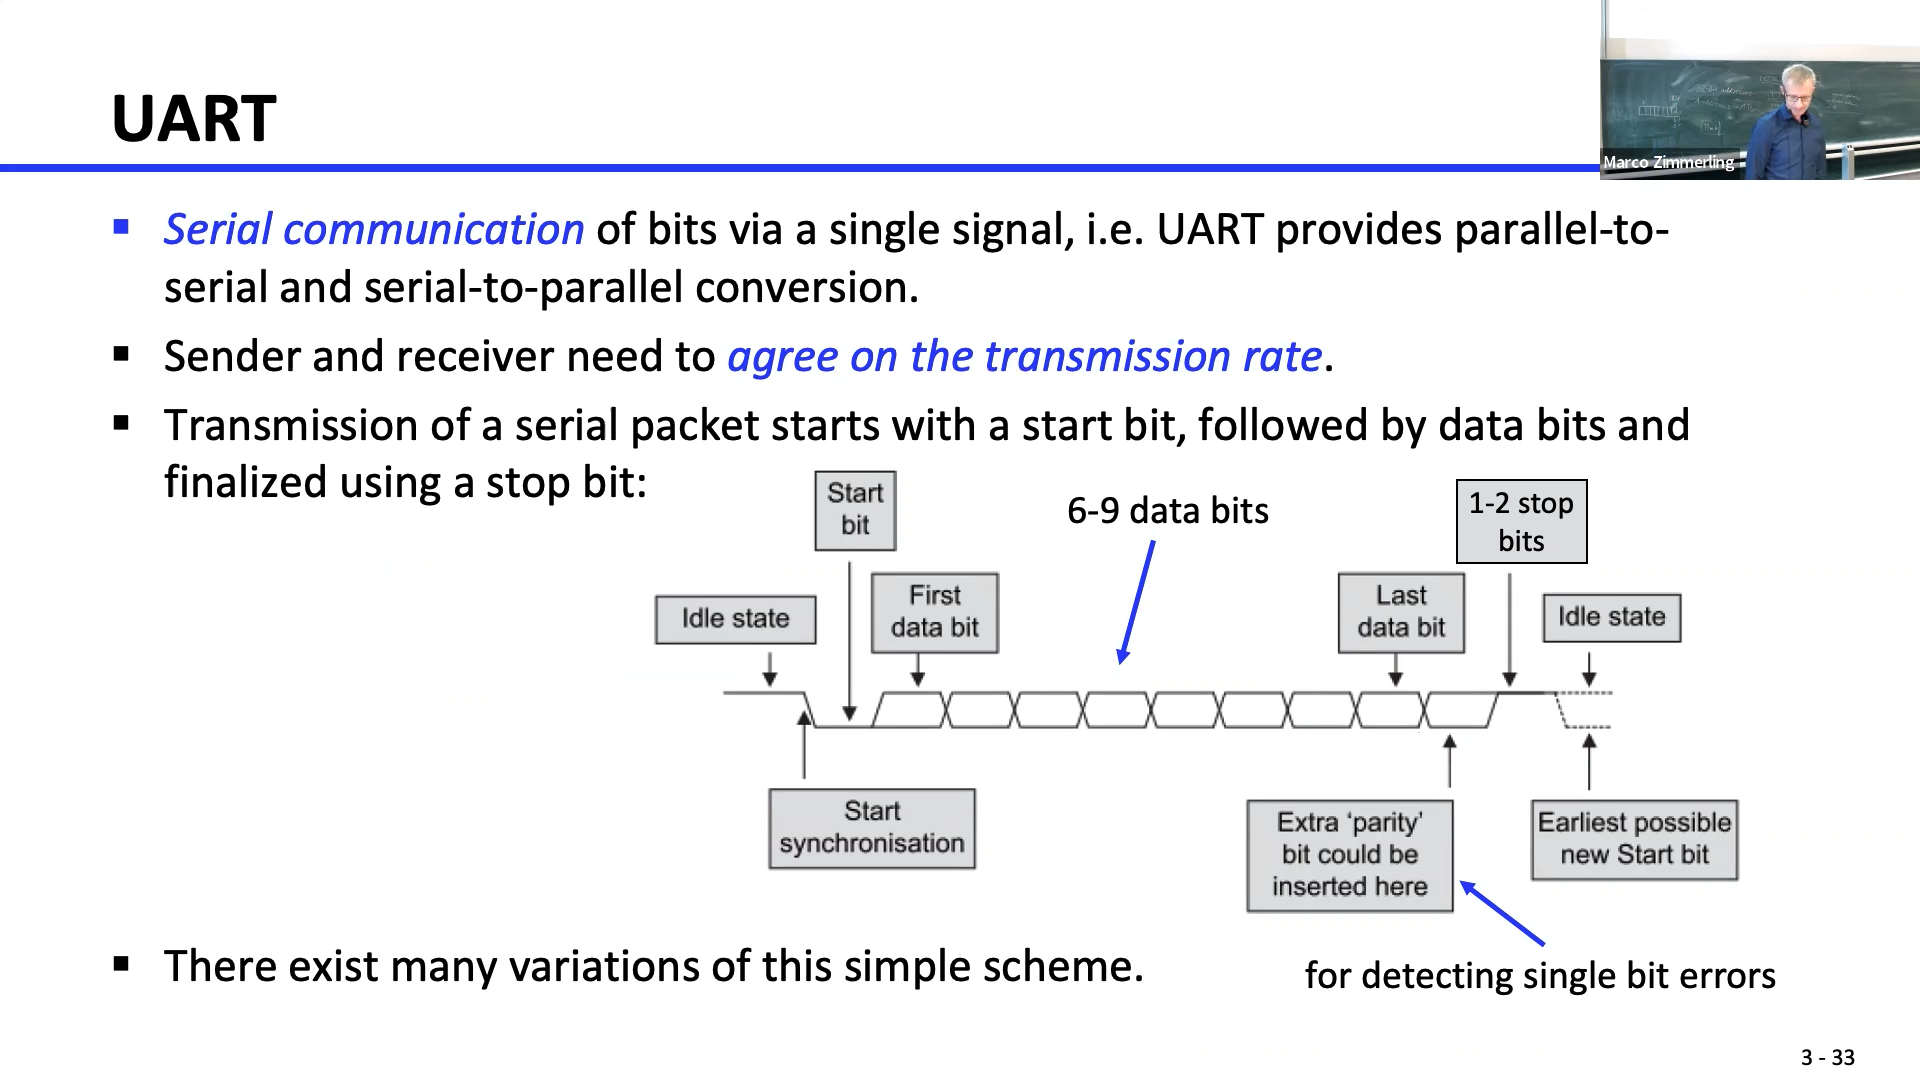 UART
Marco Zimmerling
▪ Serial communication of bits via a single signal, i.e. UART provides parallel-to-
serial and serial-to-parallel conversion.
▪ Sender and receiver need to agree on the transmission rate.
▪ Transmission of a serial packet starts with a start bit, followed by data bits and
finalized using a stop bit:
Start
bit
6-9 data bits
1-2 stop
bits
Idle state
First
data bit
Last
data bit
Idle state
Start
synchronisation
Extra ‘parity’
bit could be
inserted here
Earliest possible
new Start bit
▪ There exist many variations of this simple scheme.
for detecting single bit errors
3 - 33